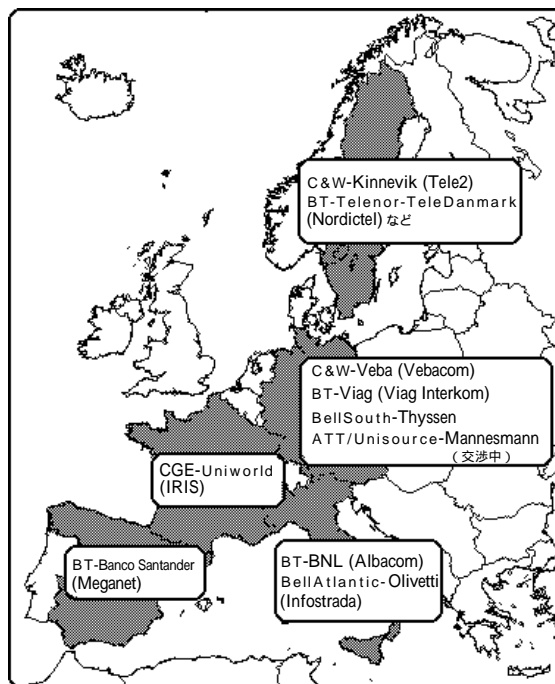 C&W-Kinnevik (Tele2)
BT-Telenor-TeleDanmark
(Nordictel) など
C&W-Veba (Vebacom)
BT-Viag (Viag Interkom)
BellSouth-Thyssen
ATT/Unisource-Mannesmann
（交渉中）
CGE-Uniworld
(IRIS)
BT-Banco Santander
(Meganet)
BT-BNL (Albacom)
BellAtlantic-Olivetti
(Infostrada)